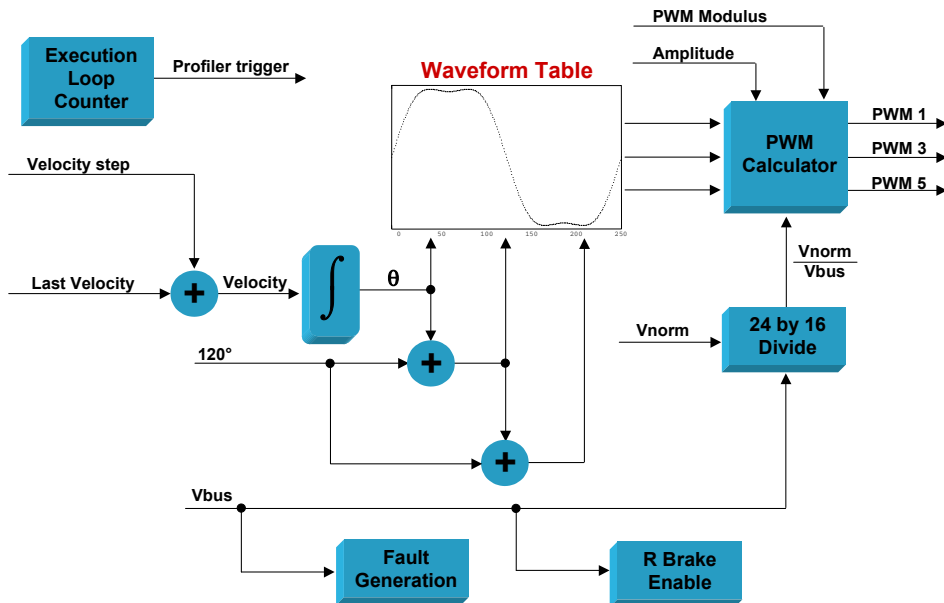 Execution
Loop
Counter
Profiler trigger
PWM Modulus
Amplitude
Waveform Table
0 50 100 150 200 250
PWM
Calculator
PWM 1
PWM 3
PWM 5
Velocity step
Last Velocity
+
Velocity
∫
θ
120°
+
+
Vnorm
Vbus
Vnorm
24 by 16
Divide
Vbus
Fault
Generation
R Brake
Enable